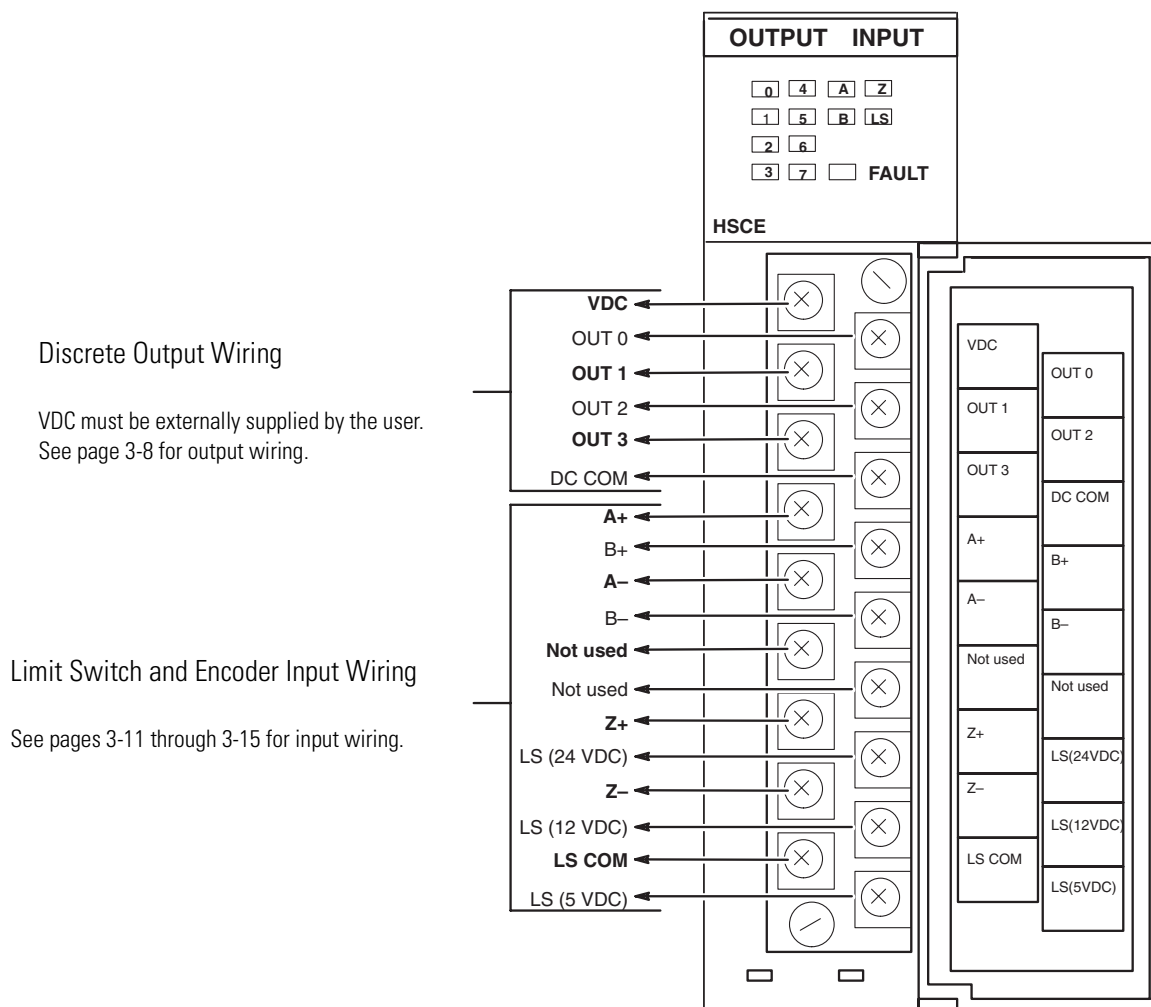 OUTPUT INPUT
0 4 A Z
1 5 B LS
2 6
3 7 FAULT
HSCE
Discrete Output Wiring
VDC must be externally supplied by the user.
See page 3-8 for output wiring.
VDC
OUT 0
OUT 1
OUT 2
OUT 3
DC COM
Limit Switch and Encoder Input Wiring
See pages 3-11 through 3-15 for input wiring.
A+
B+
A–
B–
Not used
Not used
Z+
LS (24 VDC)
Z–
LS (12 VDC)
LS COM
LS (5 VDC)
VDC
OUT 0
OUT 1
OUT 2
OUT 3
DC COM
A+
B+
A–
B–
Not used
Not used
Z+
LS(24VDC)
Z–
LS(12VDC)
LS COM
LS(5VDC)